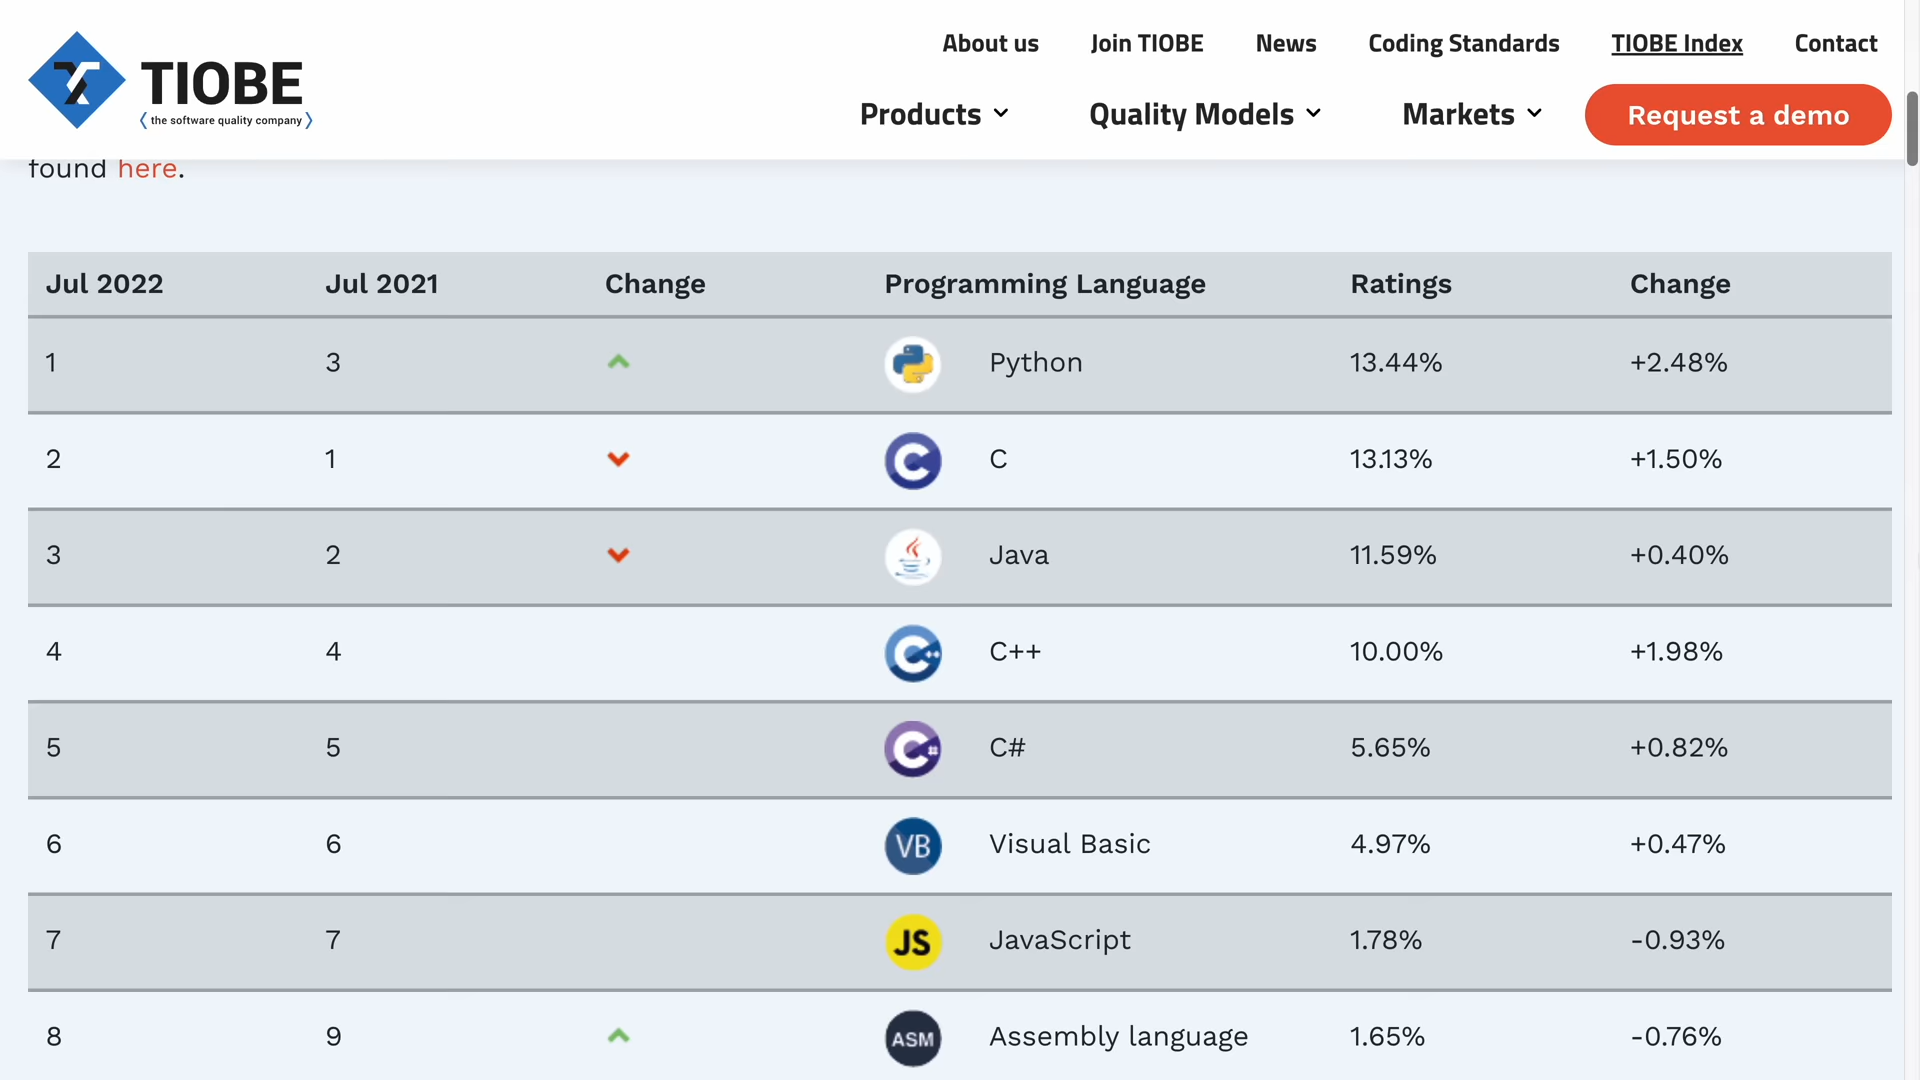 About us Join TIOBE News Coding Standards TIOBE Index Contact
TIOBE
⟨ the software quality company ⟩
Products Quality Models Markets Request a demo
found here.
Jul 2022 Jul 2021 Change Programming Language Ratings Change
1 3 Python 13.44% +2.48%
2 1 C 13.13% +1.50%
3 2 Java 11.59% +0.40%
4 4 C++ 10.00% +1.98%
5 5 C# 5.65% +0.82%
6 6 VB Visual Basic 4.97% +0.47%
7 7 JS JavaScript 1.78% -0.93%
8 9 ASM Assembly language 1.65% -0.76%